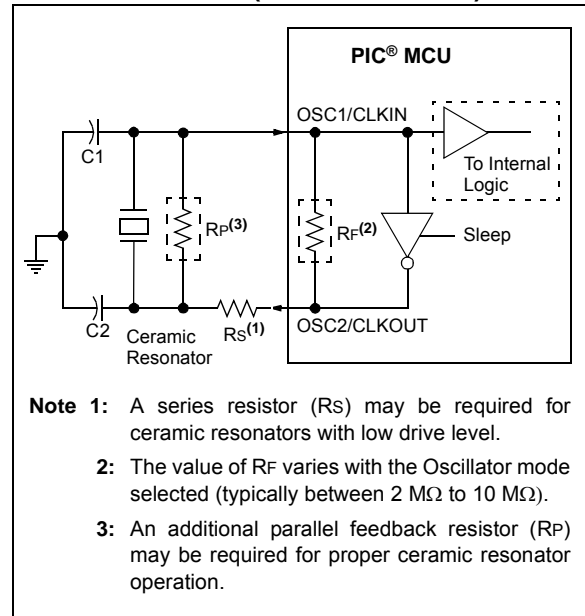 PIC® MCU
OSC1/CLKIN
C1
To Internal
Logic
RP(3)
RF(2)
Sleep
C2
Ceramic
Resonator
RS(1)
OSC2/CLKOUT
Note 1: A series resistor (RS) may be required for
ceramic resonators with low drive level.
2: The value of RF varies with the Oscillator mode
selected (typically between 2 MΩ to 10 MΩ).
3: An additional parallel feedback resistor (RP)
may be required for proper ceramic resonator
operation.